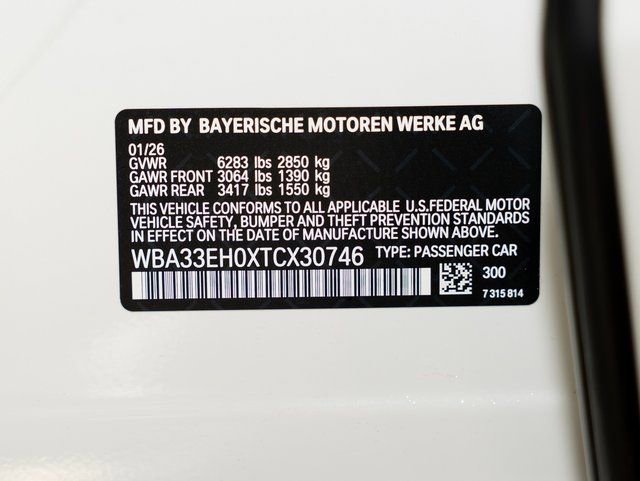 MFD BY BAYERISCHE MOTOREN WERKE AG
01/26
GVWR 6283 lbs 2850 kg
GAWR FRONT 3064 lbs 1390 kg
GAWR REAR 3417 lbs 1550 kg
THIS VEHICLE CONFORMS TO ALL APPLICABLE U.S.FEDERAL MOTOR
VEHICLE SAFETY, BUMPER AND THEFT PREVENTION STANDARDS
IN EFFECT ON THE DATE OF MANUFACTURE SHOWN ABOVE.
WBA33EH0XTCX30746 TYPE: PASSENGER CAR
300
7 315 814